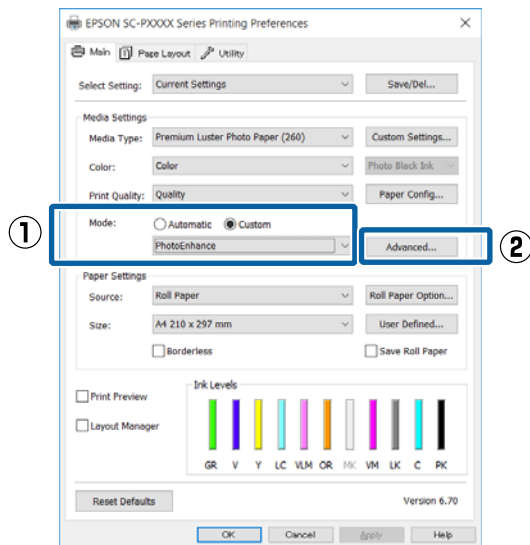 EPSON SC-PXXXX Series Printing Preferences
Main Page Layout Utility
Select Setting: Current Settings Save/Del...
Media Settings
Media Type: Premium Luster Photo Paper (260) Custom Settings...
Color: Color Photo Black Ink
Print Quality: Quality Paper Config...
① Mode: Automatic Custom
PhotoEnhance Advanced... ②
Paper Settings
Source: Roll Paper Roll Paper Option...
Size: A4 210 x 297 mm User Defined...
Borderless Save Roll Paper
Ink Levels
Print Preview
Layout Manager
GR V Y LC VLM OR MK VM LK C PK
Reset Defaults Version 6.70
OK Cancel Apply Help